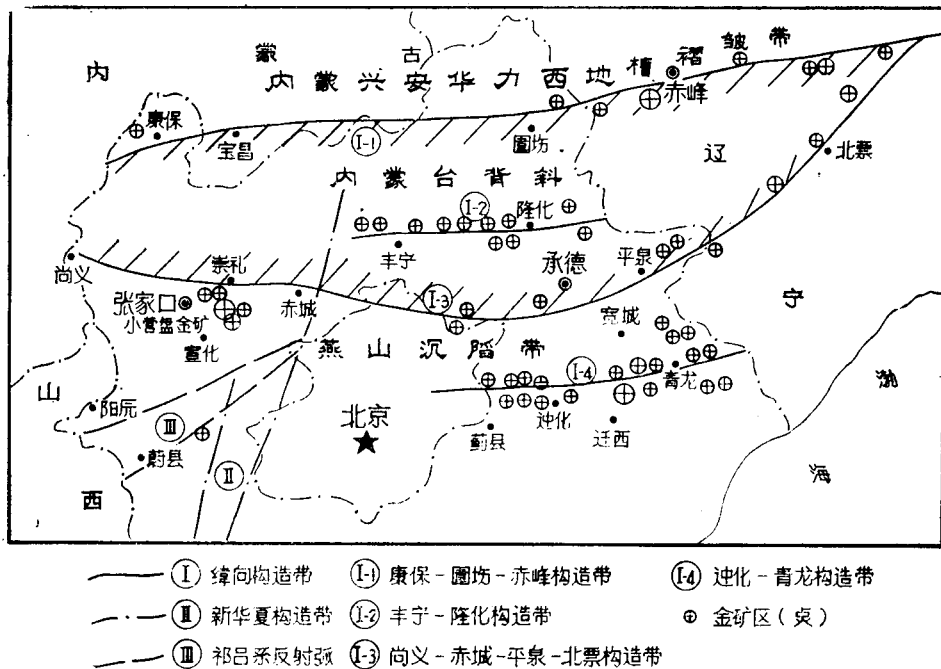 内 蒙 古
内蒙兴安华力西地槽褶皱带
赤峰
康保
宝昌
I-1
围坊
辽
北票
内蒙台背斜
I-2
隆化
丰宁
承德
平泉
尚义
崇礼
张家口
赤城
I-3
宁
小营盘金矿
宣化
宽城
燕山沉陷带
I-4
青龙
渤
山
阳原
北京
蓟县
迁西
III
蔚县
II
海
西
I 纬向构造带 I-1 康保-围坊-赤峰构造带 I-4 遵化-青龙构造带
II 新华夏构造带 I-2 丰宁-隆化构造带 金矿区(点)
III 祁吕系反射弧 I-3 尚义-赤城-平泉-北票构造带